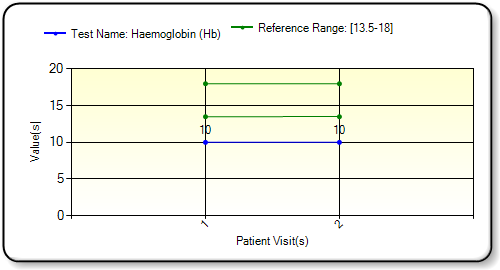 Test Name: Haemoglobin (Hb)
Reference Range: [13.5-18]
20
15
10
5
0
Value(s)
10
10
1
2
Patient Visit(s)